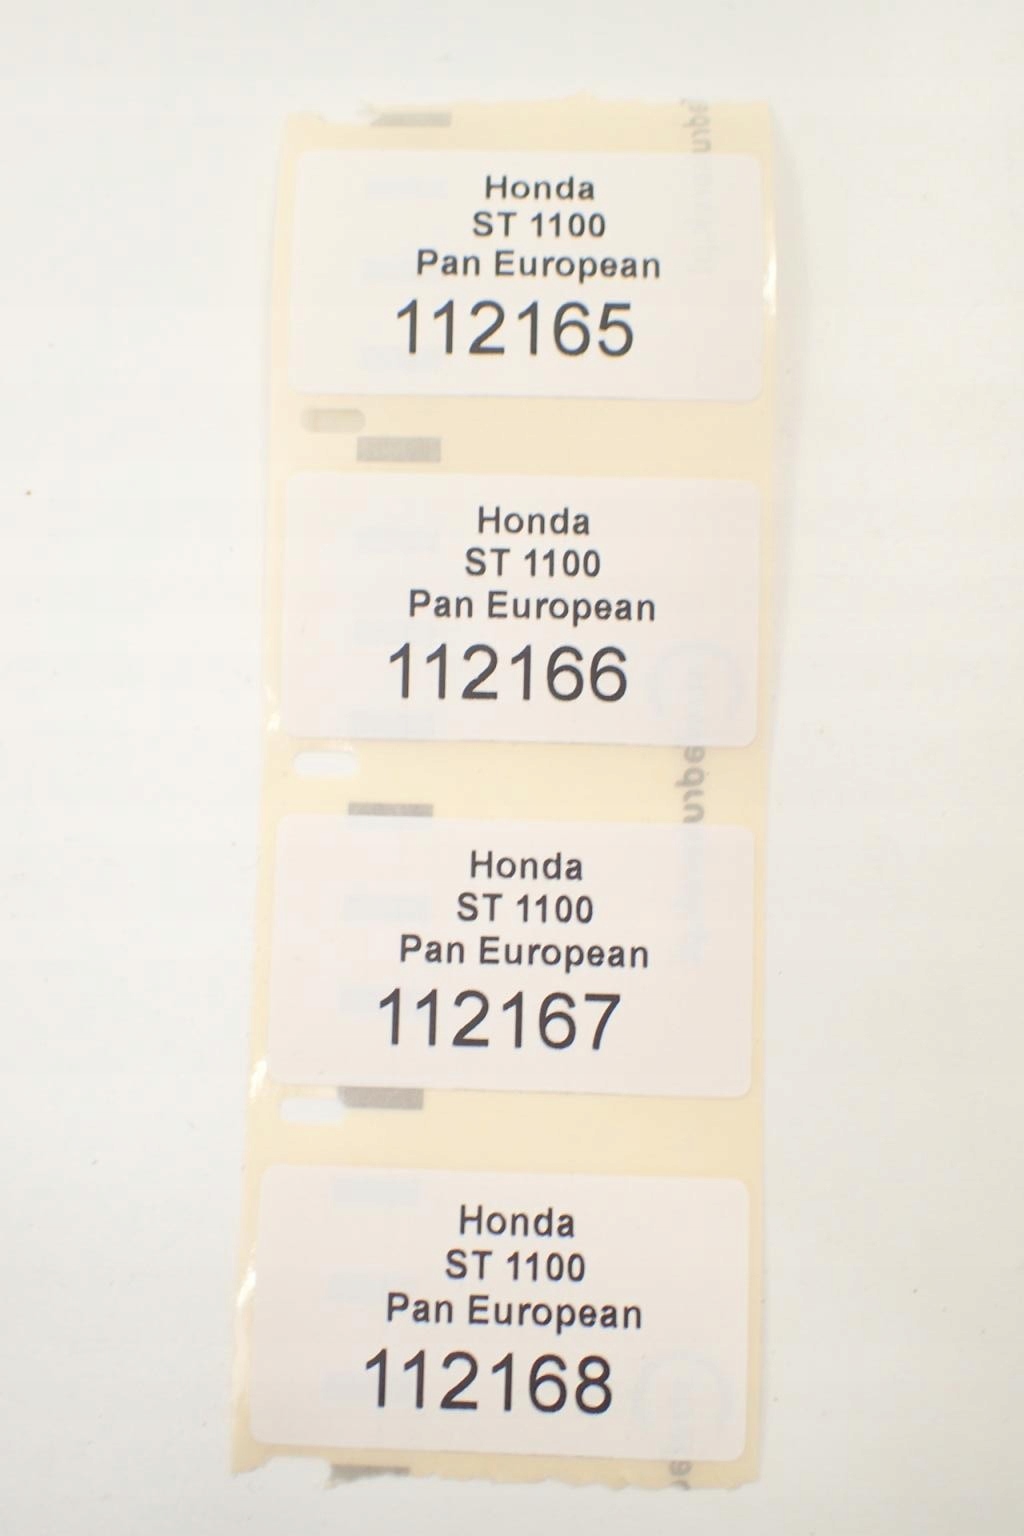 Honda
ST 1100
Pan European
112165
Honda
ST 1100
Pan European
112166
Honda
ST 1100
Pan European
112167
Honda
ST 1100
Pan European
112168